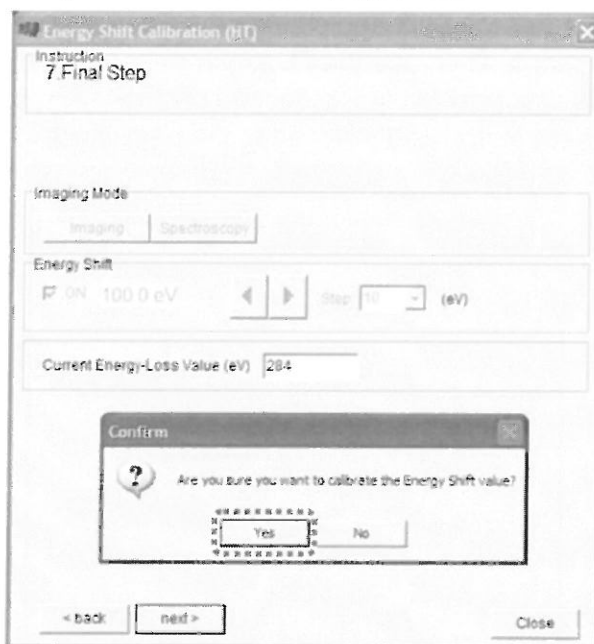 Energy Shift Calibration (HT)
Instruction
7.Final Step
Imaging Mode
Imaging Spectroscopy
Energy Shift
ON 100.0 eV Step 10 (eV)
Current Energy-Loss Value (eV) 284
Confirm
? Are you sure you want to calibrate the Energy Shift value?
Yes No
< back next > Close